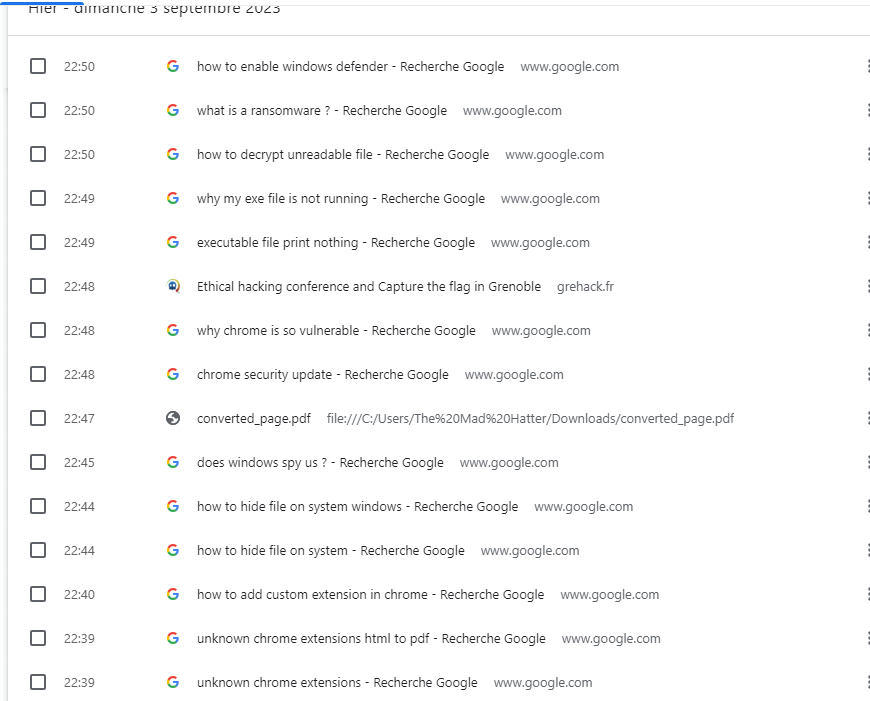 Hier - dimanche 3 septembre 2023
22:50 how to enable windows defender - Recherche Google www.google.com
22:50 what is a ransomware ? - Recherche Google www.google.com
22:50 how to decrypt unreadable file - Recherche Google www.google.com
22:49 why my exe file is not running - Recherche Google www.google.com
22:49 executable file print nothing - Recherche Google www.google.com
22:48 Ethical hacking conference and Capture the flag in Grenoble grehack.fr
22:48 why chrome is so vulnerable - Recherche Google www.google.com
22:48 chrome security update - Recherche Google www.google.com
22:47 converted_page.pdf file:///C:/Users/The%20Mad%20Hatter/Downloads/converted_page.pdf
22:45 does windows spy us ? - Recherche Google www.google.com
22:44 how to hide file on system windows - Recherche Google www.google.com
22:44 how to hide file on system - Recherche Google www.google.com
22:40 how to add custom extension in chrome - Recherche Google www.google.com
22:39 unknown chrome extensions html to pdf - Recherche Google www.google.com
22:39 unknown chrome extensions - Recherche Google www.google.com